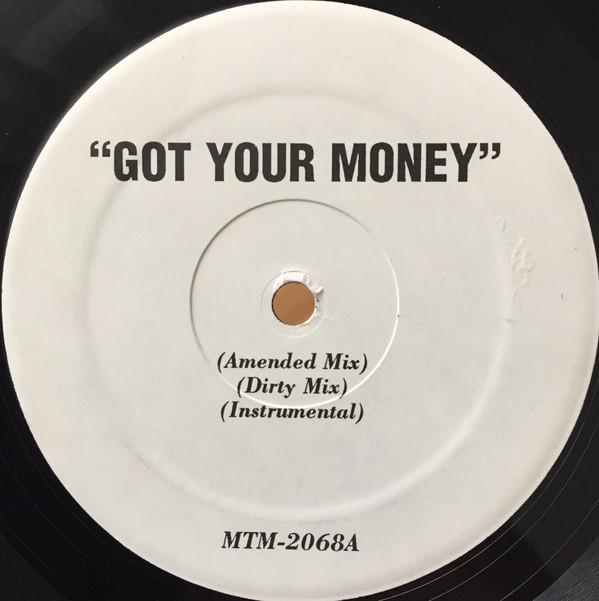 “GOT YOUR MONEY”
(Amended Mix)
(Dirty Mix)
(Instrumental)
MTM-2068A